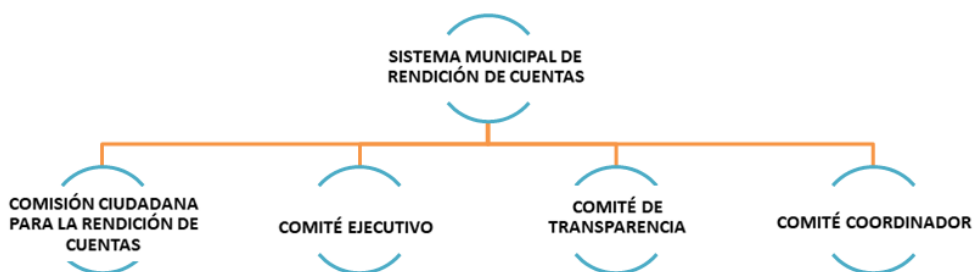 SISTEMA MUNICIPAL DE
RENDICIÓN DE CUENTAS
COMISIÓN CIUDADANA
PARA LA RENDICIÓN DE
CUENTAS
COMITÉ EJECUTIVO
COMITÉ DE
TRANSPARENCIA
COMITÉ COORDINADOR